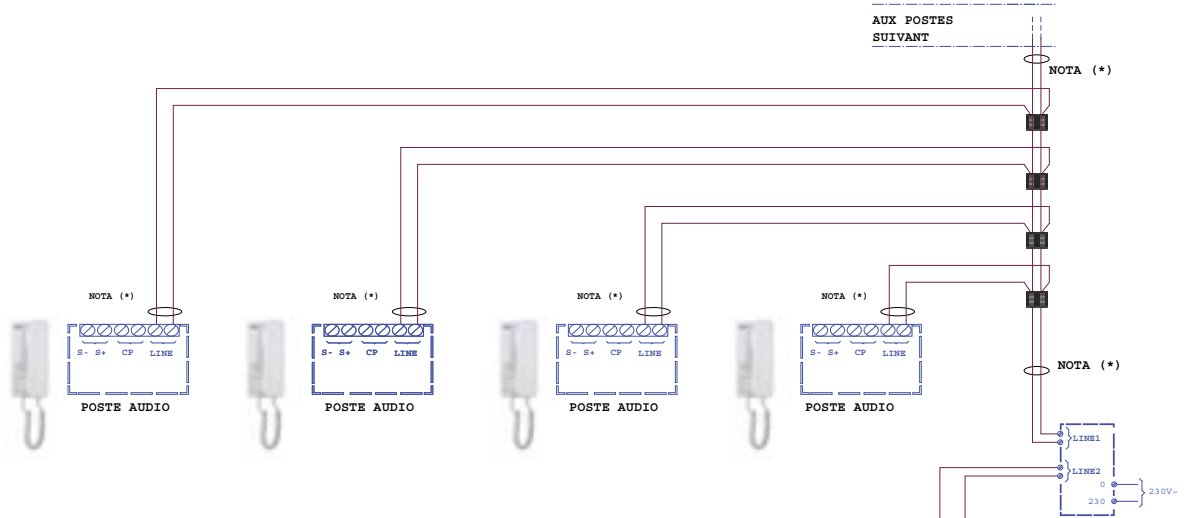 AUX POSTES
SUIVANT
NOTA (*)
NOTA (*) NOTA (*) NOTA (*) NOTA (*)
S- S+ CP LINE S- S+ CP LINE S- S+ CP LINE S- S+ CP LINE
NOTA (*)
POSTE AUDIO POSTE AUDIO POSTE AUDIO POSTE AUDIO
LINE1
LINE2
0
230V~
230